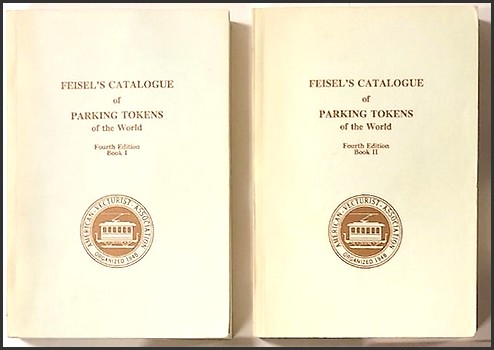 FEISEL'S CATALOGUE
of
PARKING TOKENS
of the World
Fourth Edition
Book I
AMERICAN VECTURIST ASSOCIATION
ORGANIZED 1948
FEISEL'S CATALOGUE
of
PARKING TOKENS
of the World
Fourth Edition
Book II
AMERICAN VECTURIST ASSOCIATION
ORGANIZED 1948